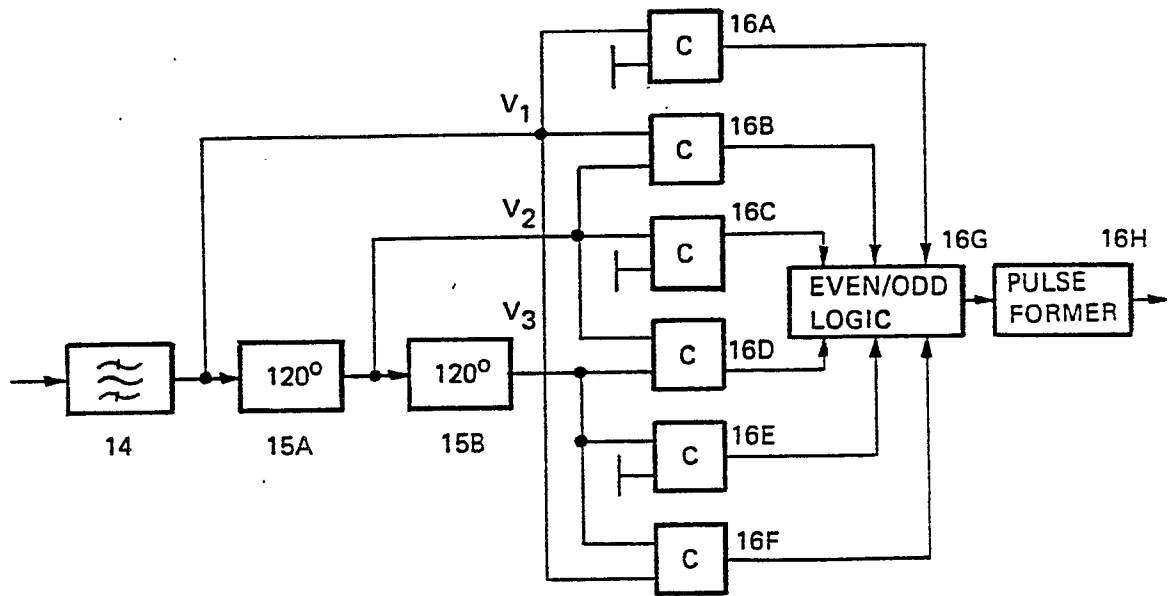 16A
C
V1
16B
C
V2
16C
C
16G
16H
EVEN/ODD
LOGIC
PULSE
FORMER
V3
C
16D
120°
120°
14
15A
15B
16E
C
16F
C